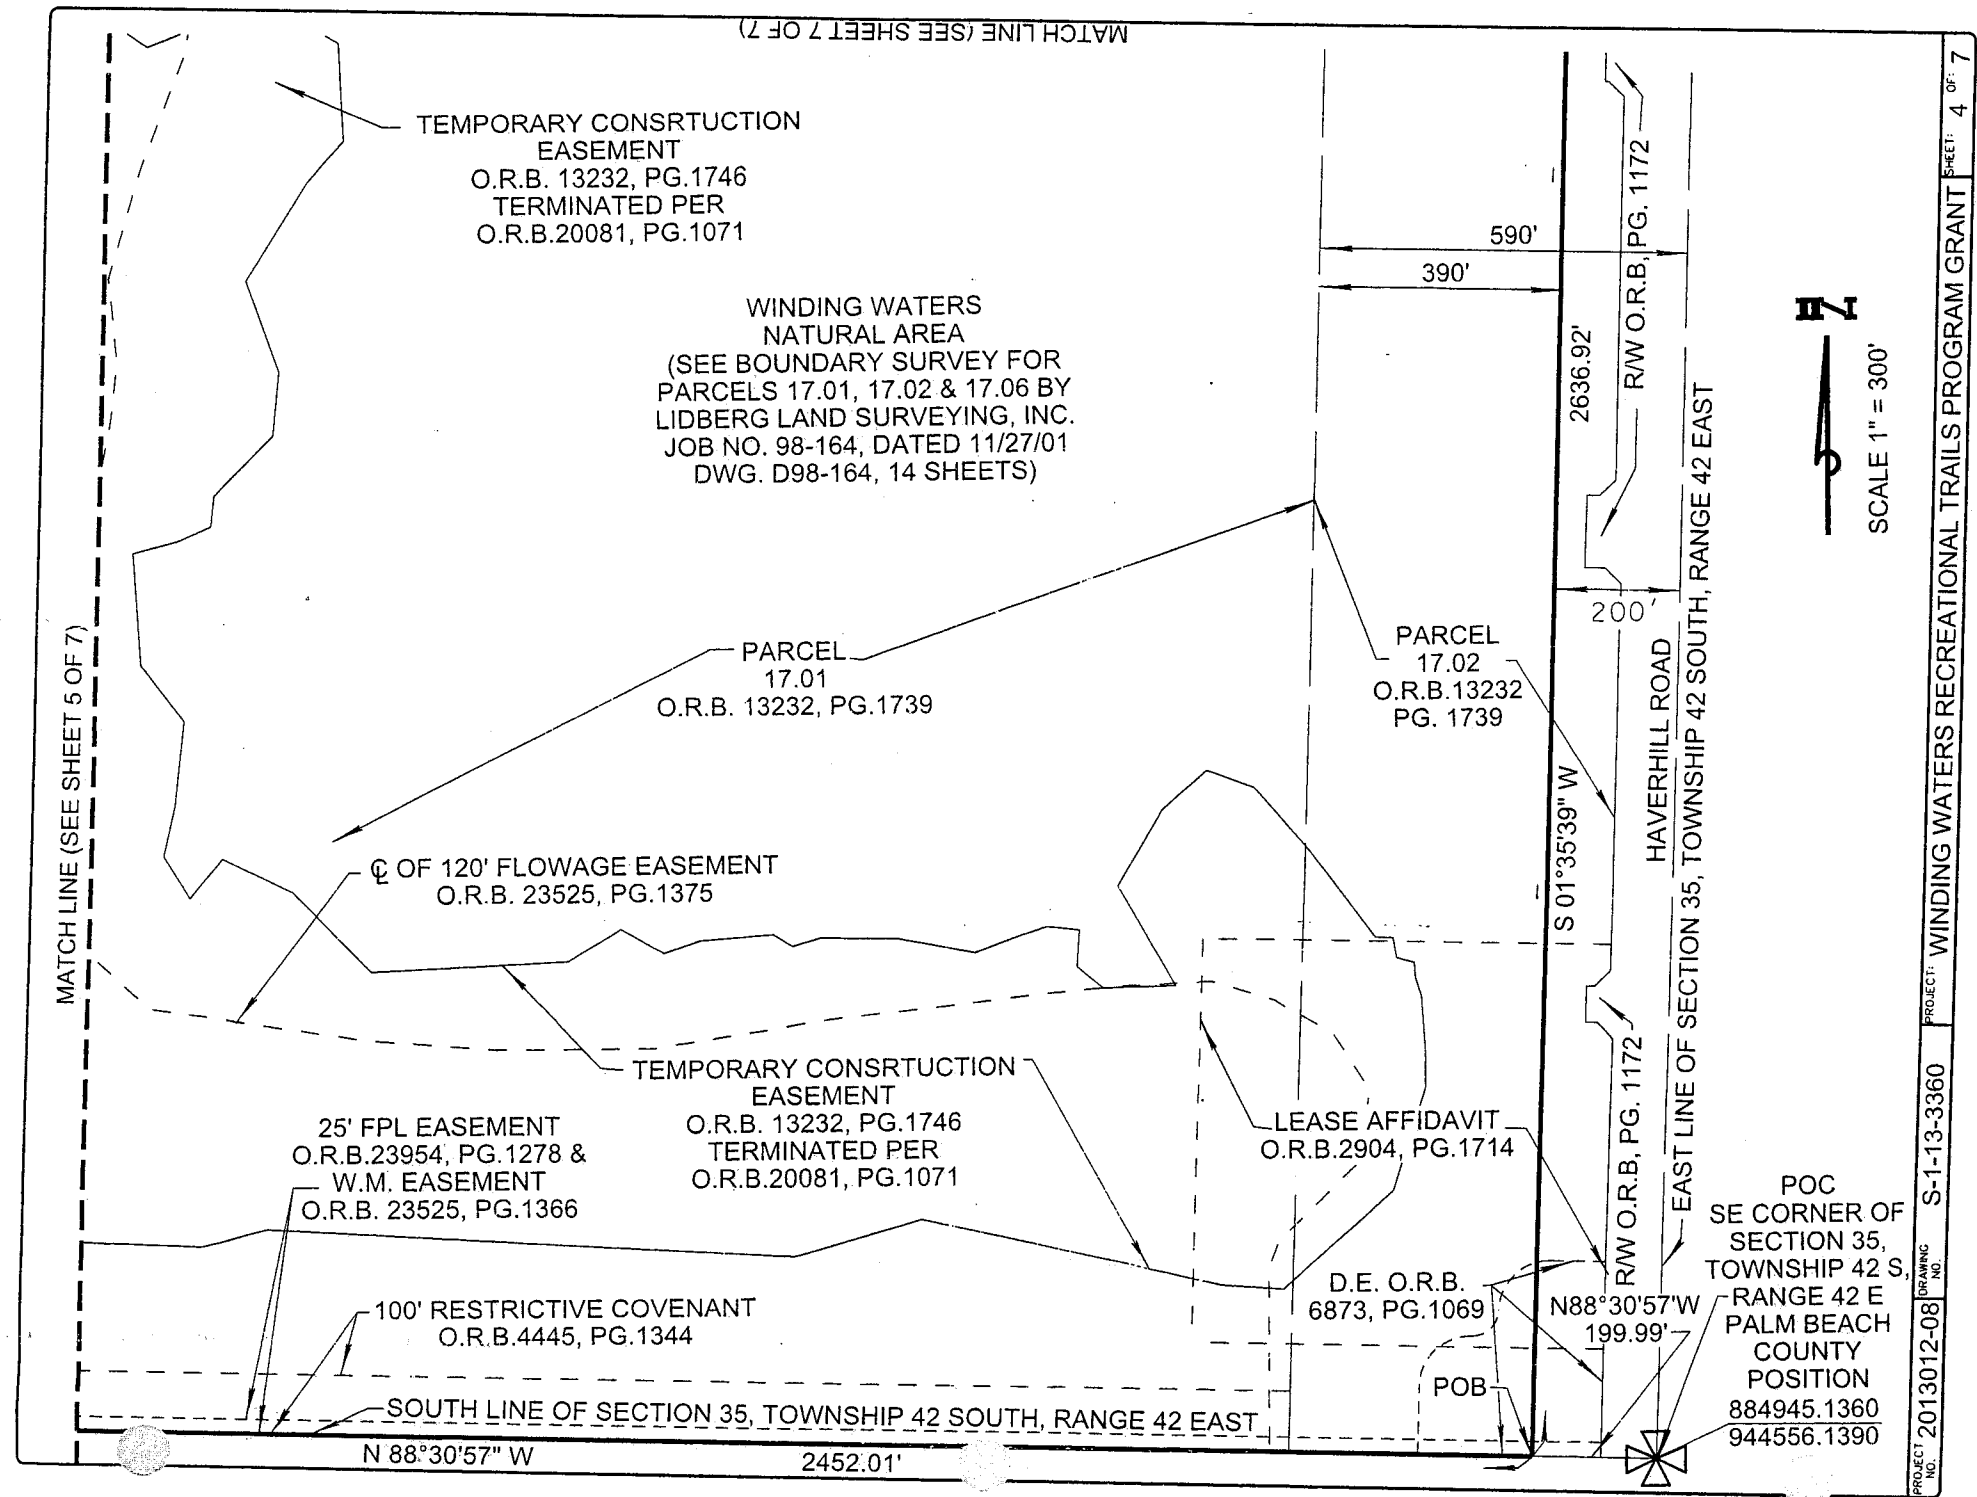 MATCH LINE (SEE SHEET 7 OF 7)
TEMPORARY CONSRTUCTION
EASEMENT
O.R.B. 13232, PG.1746
TERMINATED PER
O.R.B.20081, PG.1071
WINDING WATERS
NATURAL AREA
(SEE BOUNDARY SURVEY FOR
PARCELS 17.01, 17.02 & 17.06 BY
LIDBERG LAND SURVEYING, INC.
JOB NO. 98-164, DATED 11/27/01
DWG. D98-164, 14 SHEETS)
590'
390'
2636.92'
R/W O.R.B, PG. 1172
200'
N
SCALE 1" = 300'
MATCH LINE (SEE SHEET 5 OF 7)
PARCEL
17.01
O.R.B. 13232, PG.1739
PARCEL
17.02
O.R.B.13232
PG. 1739
HAVERHILL ROAD
EAST LINE OF SECTION 35, TOWNSHIP 42 SOUTH, RANGE 42 EAST
S 01°35'39" W
℄ OF 120' FLOWAGE EASEMENT
O.R.B. 23525, PG.1375
TEMPORARY CONSRTUCTION
EASEMENT
O.R.B. 13232, PG.1746
TERMINATED PER
O.R.B.20081, PG.1071
25' FPL EASEMENT
O.R.B.23954, PG.1278 &
W.M. EASEMENT
O.R.B. 23525, PG.1366
LEASE AFFIDAVIT
O.R.B.2904, PG.1714
R/W O.R.B, PG. 1172
D.E. O.R.B.
6873, PG.1069
N88°30'57"W
199.99'
POB
POC
SE CORNER OF
SECTION 35,
TOWNSHIP 42 S,
RANGE 42 E
PALM BEACH
COUNTY
POSITION
884945.1360
944556.1390
100' RESTRICTIVE COVENANT
O.R.B.4445, PG.1344
SOUTH LINE OF SECTION 35, TOWNSHIP 42 SOUTH, RANGE 42 EAST
N 88°30'57" W
2452.01'
PROJECT NO. 2013012-08
DRAWING NO. S-1-13-3360
PROJECT: WINDING WATERS RECREATIONAL TRAILS PROGRAM GRANT
SHEET: 4 OF: 7